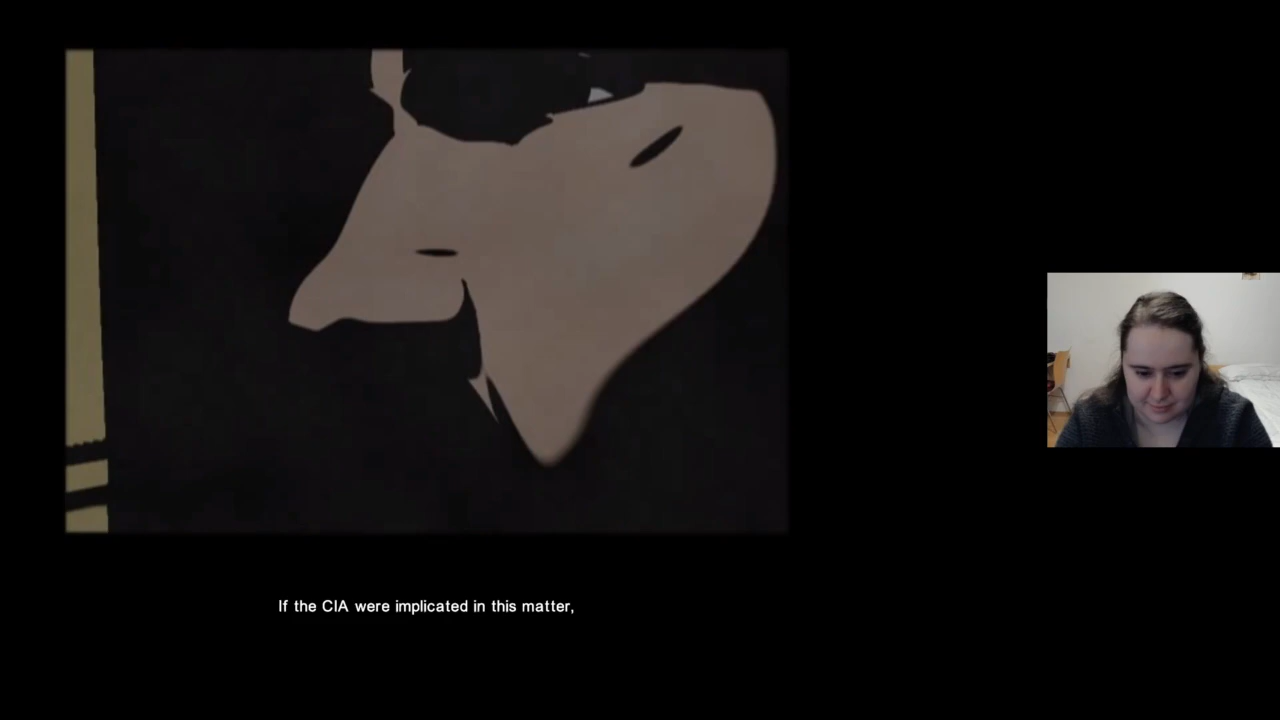 If the CIA were implicated in this matter,